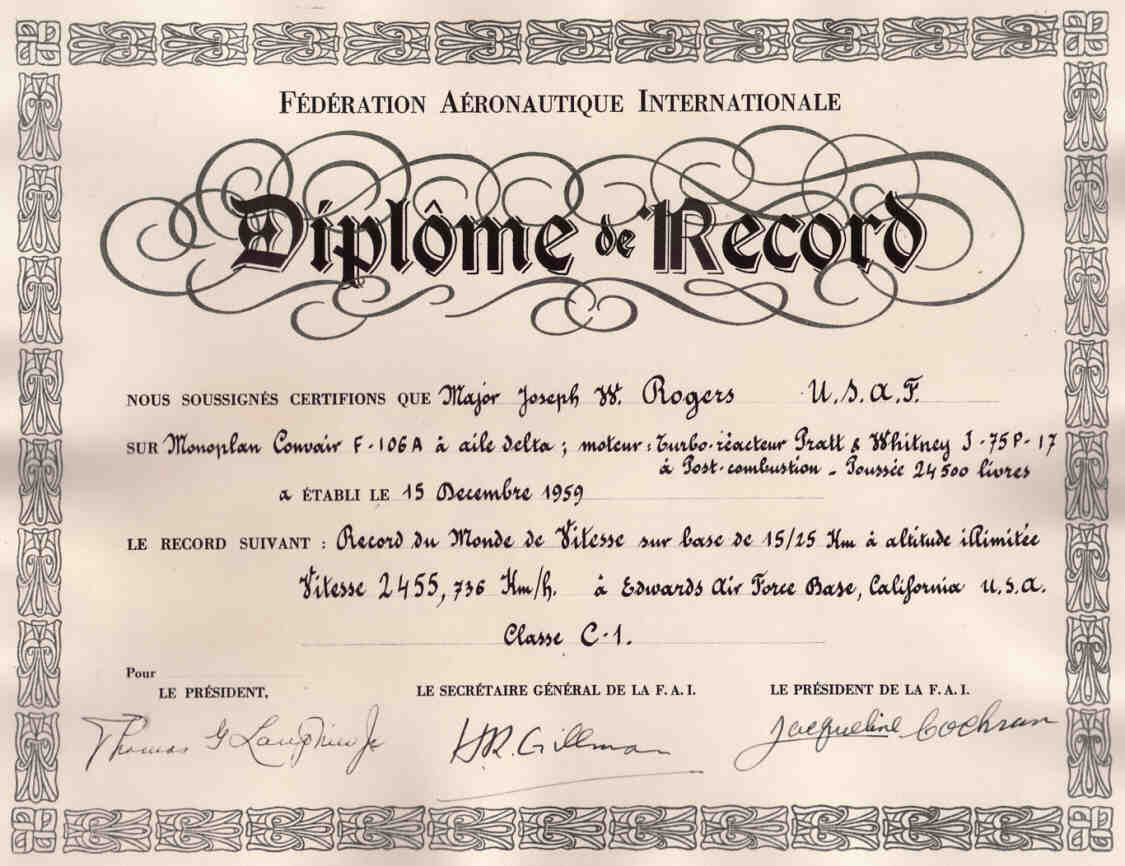 FÉDÉRATION AÉRONAUTIQUE INTERNATIONALE
Diplôme de Record
NOUS SOUSSIGNÉS CERTIFIONS QUE Major Joseph W. Rogers U.S.A.F.
SUR Monoplan Convair F-106A à aile delta ; moteur : Turbo-réacteur Pratt & Whitney J-75P-17
à Post-combustion - Poussée 24500 livres
a ÉTABLI LE 15 Decembre 1959
LE RECORD SUIVANT : Record du Monde de Vitesse sur base de 15/25 Km à altitude illimitée
Vitesse 2455,736 Km/h. à Edwards Air Force Base, California U.S.A.
Classe C-1.
Pour
LE PRÉSIDENT, LE SECRÉTAIRE GÉNÉRAL DE LA F.A.I. LE PRÉSIDENT DE LA F.A.I.
Thomas G Lanphier Jr H.R. Gillman Jacqueline Cochran